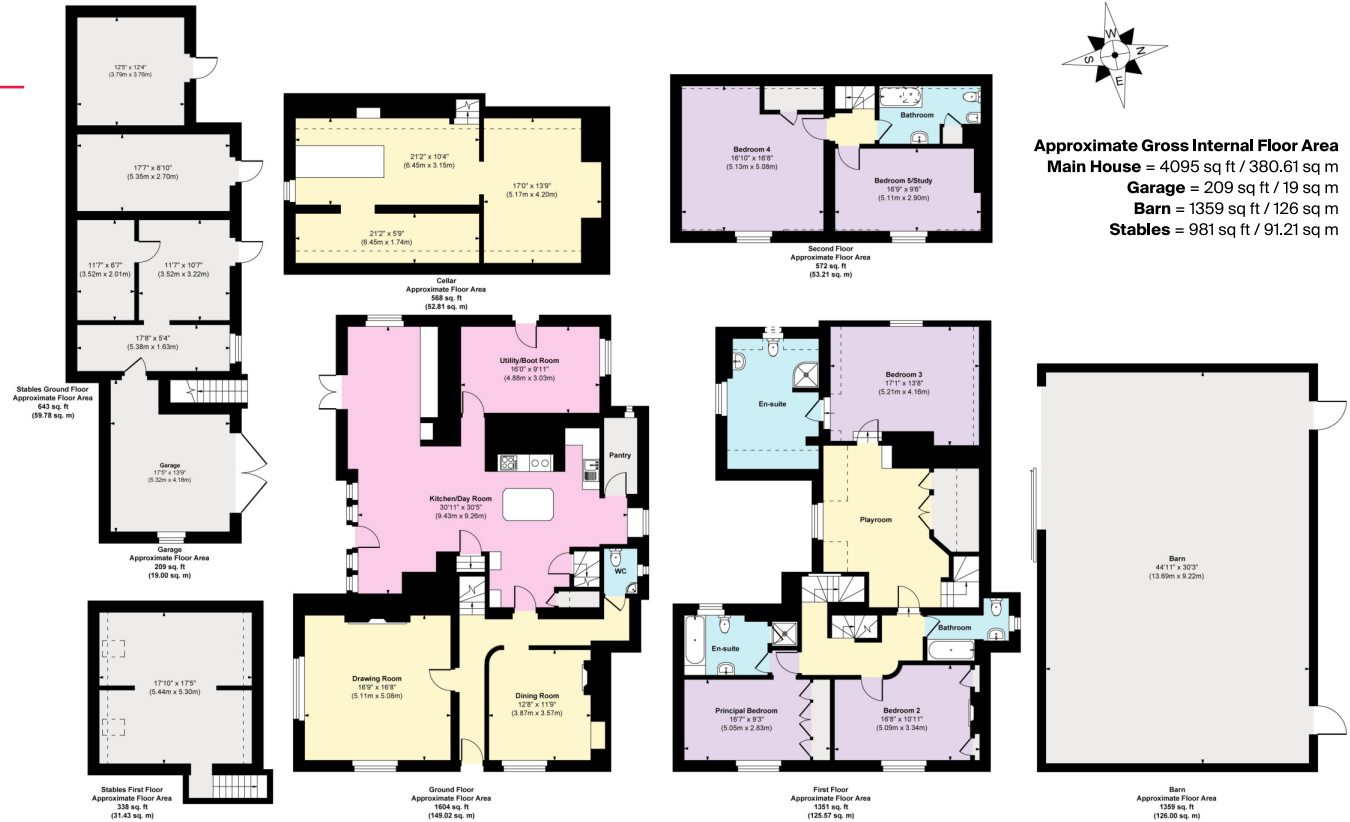 12'5" x 12'4"
(3.79m x 3.76m)
17'7" x 8'10"
(5.35m x 2.70m)
11'7" x 6'7"
(3.52m x 2.01m)
11'7" x 10'7"
(3.52m x 3.22m)
17'8" x 5'4"
(5.38m x 1.63m)
Stables Ground Floor
Approximate Floor Area
643 sq. ft
(59.78 sq. m)
Garage
17'5" x 13'9"
(5.32m x 4.18m)
Garage
Approximate Floor Area
209 sq. ft
(19.00 sq. m)
17'10" x 17'5"
(5.44m x 5.30m)
Stables First Floor
Approximate Floor Area
338 sq. ft
(31.43 sq. m)
21'2" x 10'4"
(6.45m x 3.15m)
17'0" x 13'9"
(5.17m x 4.20m)
21'2" x 5'9"
(6.45m x 1.74m)
Cellar
Approximate Floor Area
568 sq. ft
(52.81 sq. m)
Utility/Boot Room
16'0" x 9'11"
(4.88m x 3.03m)
Pantry
Kitchen/Day Room
30'11" x 30'5"
(9.43m x 9.26m)
WC
Drawing Room
16'9" x 16'8"
(5.11m x 5.08m)
Dining Room
12'8" x 11'9"
(3.87m x 3.57m)
Ground Floor
Approximate Floor Area
1604 sq. ft
(149.02 sq. m)
Bedroom 4
16'10" x 16'8"
(5.13m x 5.08m)
Bathroom
Bedroom 5/Study
16'9" x 9'6"
(5.11m x 2.90m)
Second Floor
Approximate Floor Area
572 sq. ft
(53.21 sq. m)
En-suite
Bedroom 3
17'1" x 13'8"
(5.21m x 4.16m)
Playroom
En-suite
Bathroom
Principal Bedroom
16'7" x 9'3"
(5.05m x 2.83m)
Bedroom 2
16'8" x 10'11"
(5.09m x 3.34m)
First Floor
Approximate Floor Area
1351 sq. ft
(125.57 sq. m)
W
N
S
E
Approximate Gross Internal Floor Area
Main House = 4095 sq ft / 380.61 sq m
Garage = 209 sq ft / 19 sq m
Barn = 1359 sq ft / 126 sq m
Stables = 981 sq ft / 91.21 sq m
Barn
44'11" x 30'3"
(13.69m x 9.22m)
Barn
Approximate Floor Area
1359 sq. ft
(126.00 sq. m)